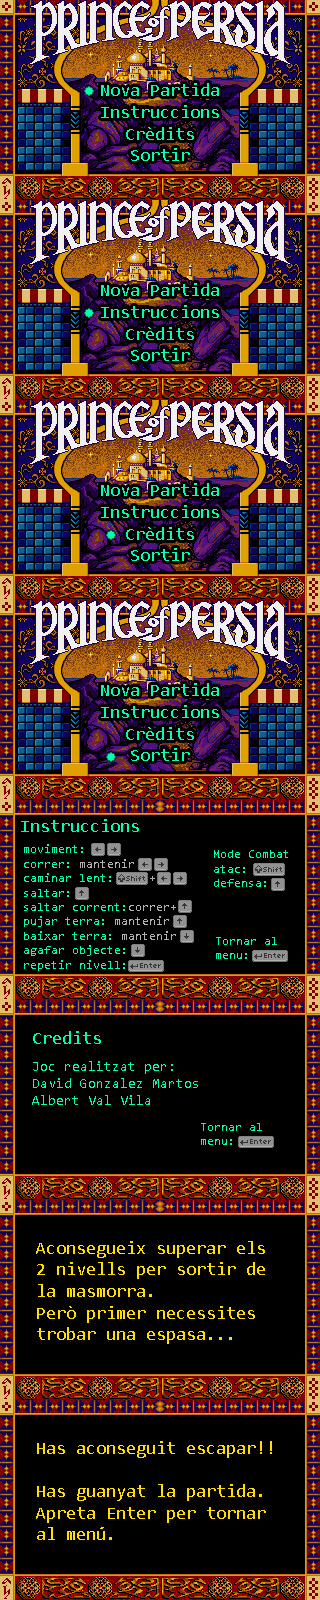 PRINCE of PERSIA
Nova Partida
Instruccions
Crèdits
Sortir
PRINCE of PERSIA
Nova Partida
Instruccions
Crèdits
Sortir
PRINCE of PERSIA
Nova Partida
Instruccions
Crèdits
Sortir
PRINCE of PERSIA
Nova Partida
Instruccions
Crèdits
Sortir
Instruccions
moviment: ← →
correr: mantenir ← →
caminar lent: Shift + ← →
saltar: ↑
saltar corrent:correr+ ↑
pujar terra: mantenir ↑
baixar terra: mantenir ↓
agafar objecte: ↓
repetir nivell: Enter
Mode Combat
atac: Shift
defensa: ↑
Tornar al
menu: Enter
Credits
Joc realitzat per:
David Gonzalez Martos
Albert Val Vila
Tornar al
menu: Enter
Aconsegueix superar els
2 nivells per sortir de
la masmorra.
Però primer necessites
trobar una espasa...
Has aconseguit escapar!!
Has guanyat la partida.
Apreta Enter per tornar
al menú.